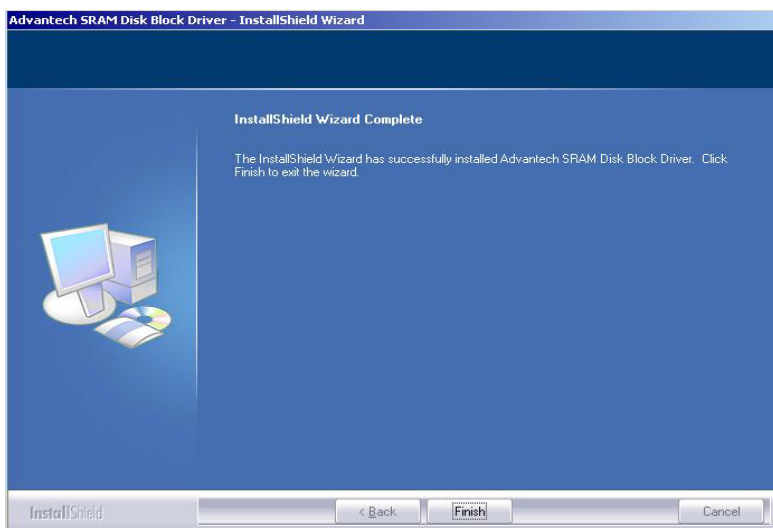 Advantech SRAM Disk Block Driver - InstallShield Wizard
InstallShield Wizard Complete
The InstallShield Wizard has successfully installed Advantech SRAM Disk Block Driver. Click
Finish to exit the wizard.
InstallShield
< Back
Finish
Cancel